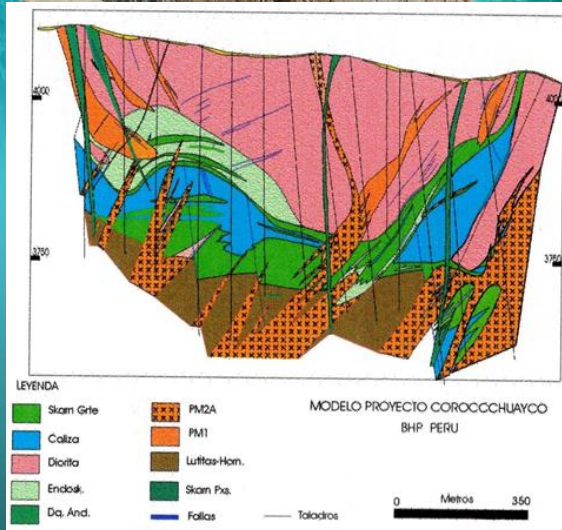 4000
400
3750
3750
LEYENDA
Skarn Grte
Caliza
Diorita
Endosk.
Dq. And.
PM2A
PM1
Lutitas-Horn.
Skarn Pxs.
Fallas
Taladros
MODELO PROYECTO COROCCCHUAYCO
BHP PERU
Metros
0 350